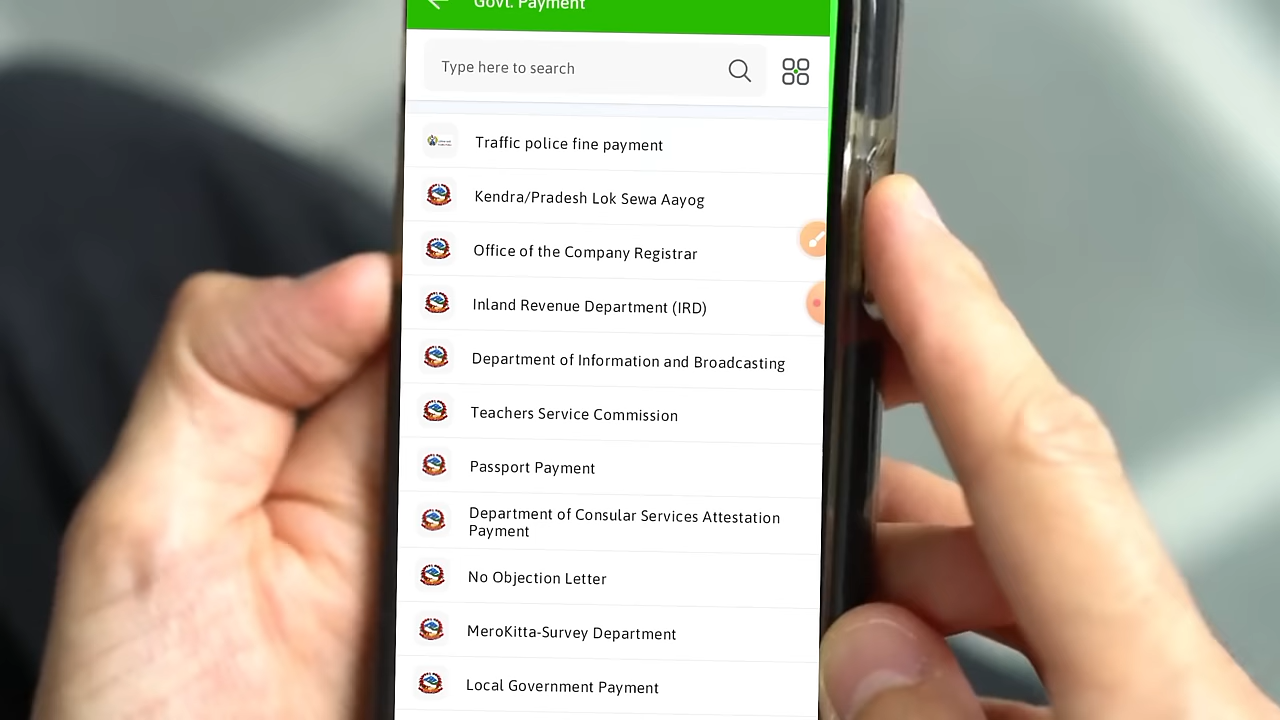 Govt. Payment
Type here to search
Traffic police fine payment
Kendra/Pradesh Lok Sewa Aayog
Office of the Company Registrar
Inland Revenue Department (IRD)
Department of Information and Broadcasting
Teachers Service Commission
Passport Payment
Department of Consular Services Attestation
Payment
No Objection Letter
MeroKitta-Survey Department
Local Government Payment